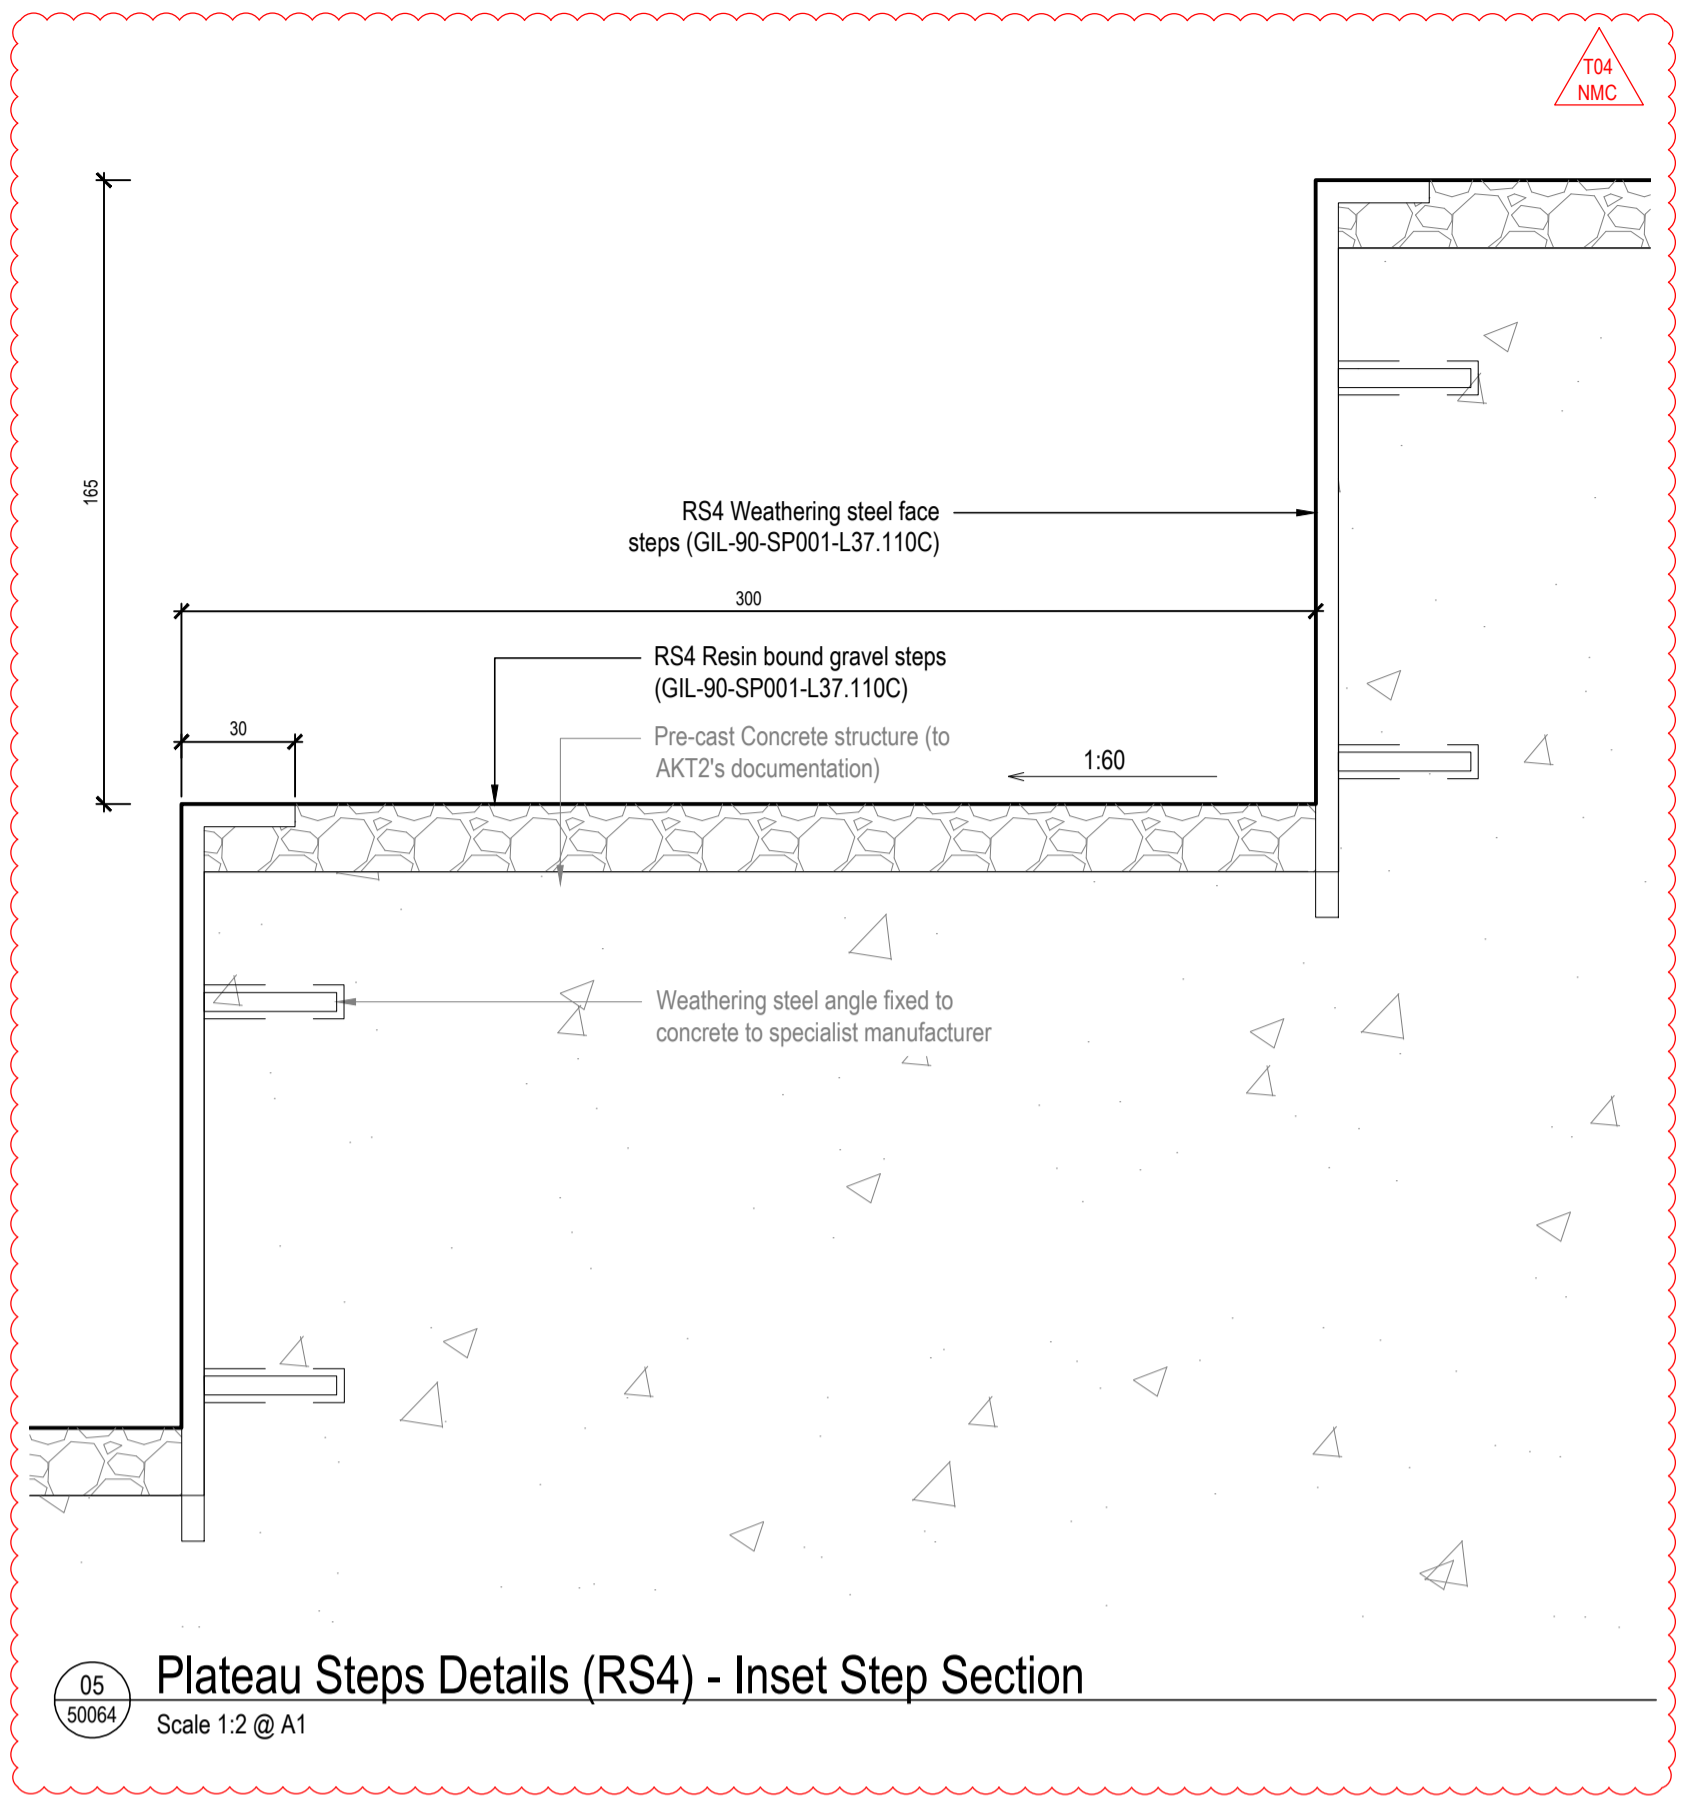 T04
NMC
165
RS4 Weathering steel face
steps (GIL-90-SP001-L37.110C)
300
RS4 Resin bound gravel steps
(GIL-90-SP001-L37.110C)
30
Pre-cast Concrete structure (to
AKT2's documentation)
1:60
Weathering steel angle fixed to
concrete to specialist manufacturer
05
50064
Plateau Steps Details (RS4) - Inset Step Section
Scale 1:2 @ A1